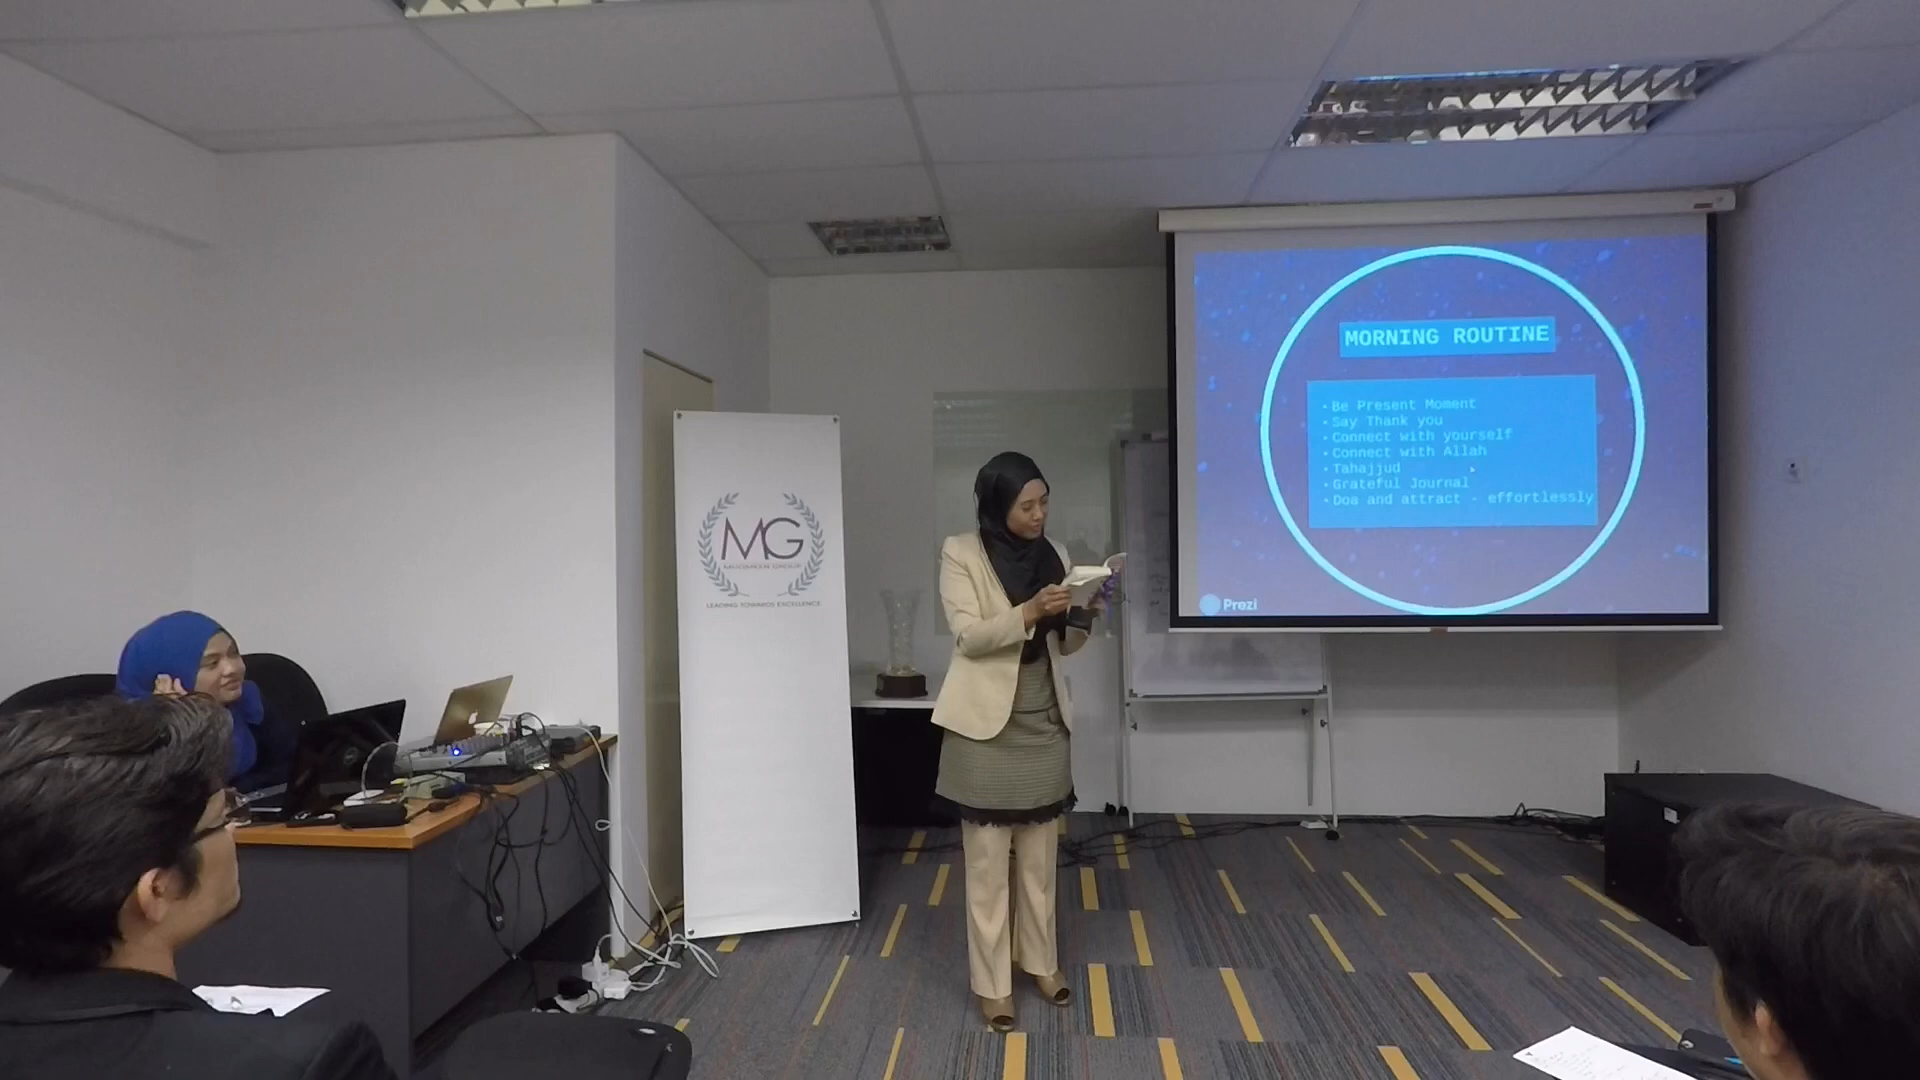 MG
LEADING TOWARDS EXCELLENCE
MORNING ROUTINE
• Be Present Moment
• Say Thank you
• Connect with yourself
• Connect with Allah
• Tahajjud
• Grateful Journal
• Doa and attract - effortlessly
Prezi